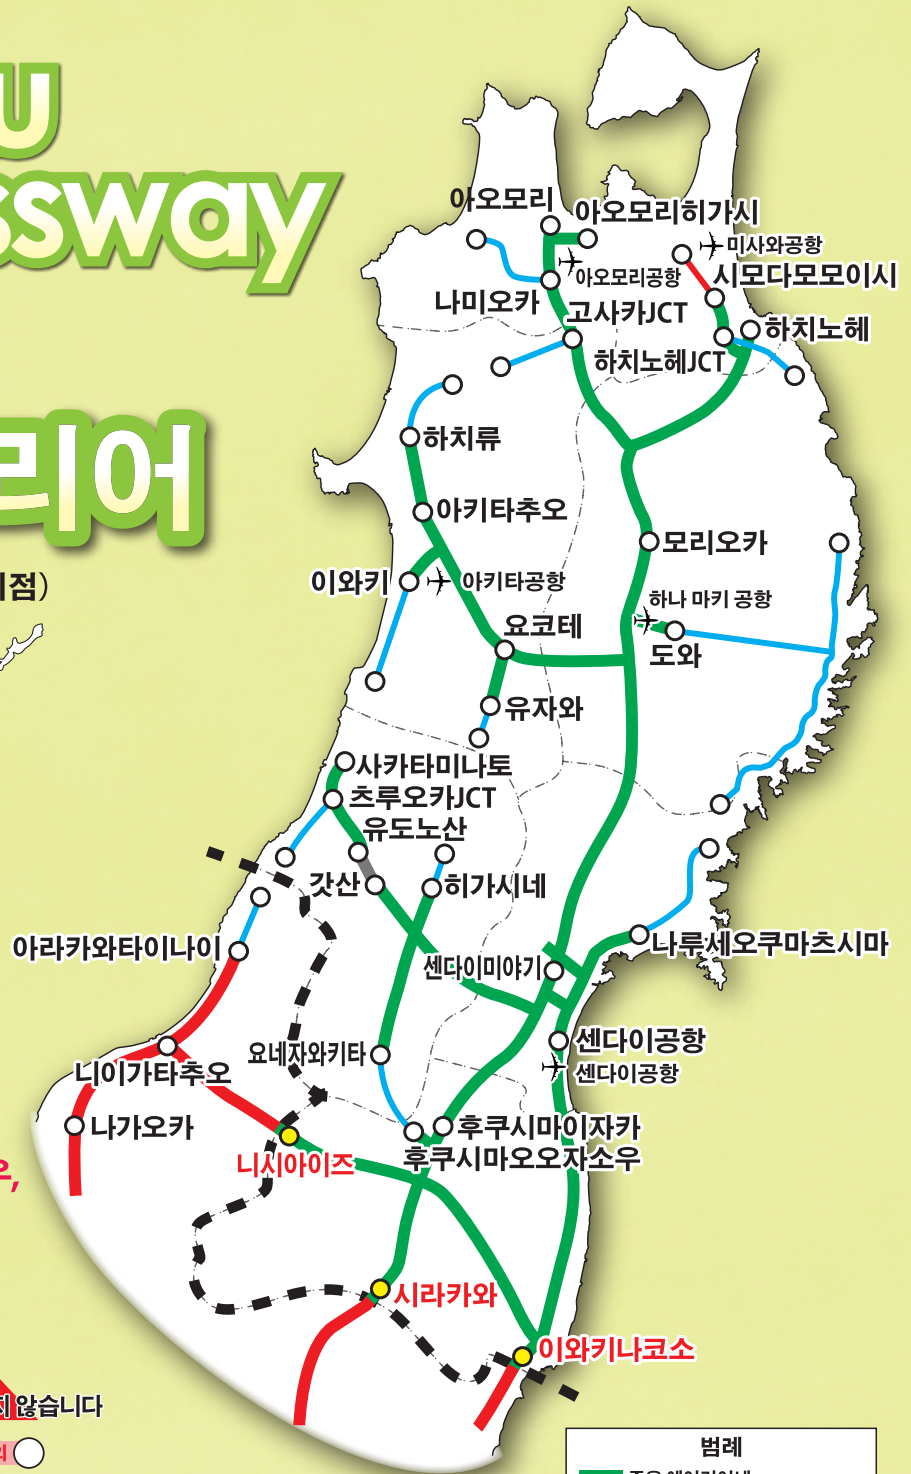 U
ssway
아오모리
아오모리히가시
미사와공항
아오모리공항
시모다모모이시
나미오카
고사카JCT
하치노헤
하치노헤JCT
리어
하치류
아키타추오
모리오카
점)
이와키
아키타공항
하나 마키 공항
요코테
도와
유자와
사카타미나토
츠루오카JCT
유도노산
갓산
히가시네
아라카와타이나이
나루세오쿠마츠시마
센다이미야기
센다이공항
요네자와키타
센다이공항
니이가타추오
나가오카
후쿠시마이자카
후쿠시마오오자소우
니시아이즈
우,
시라카와
이와키나코소
지 않습니다
외
범례